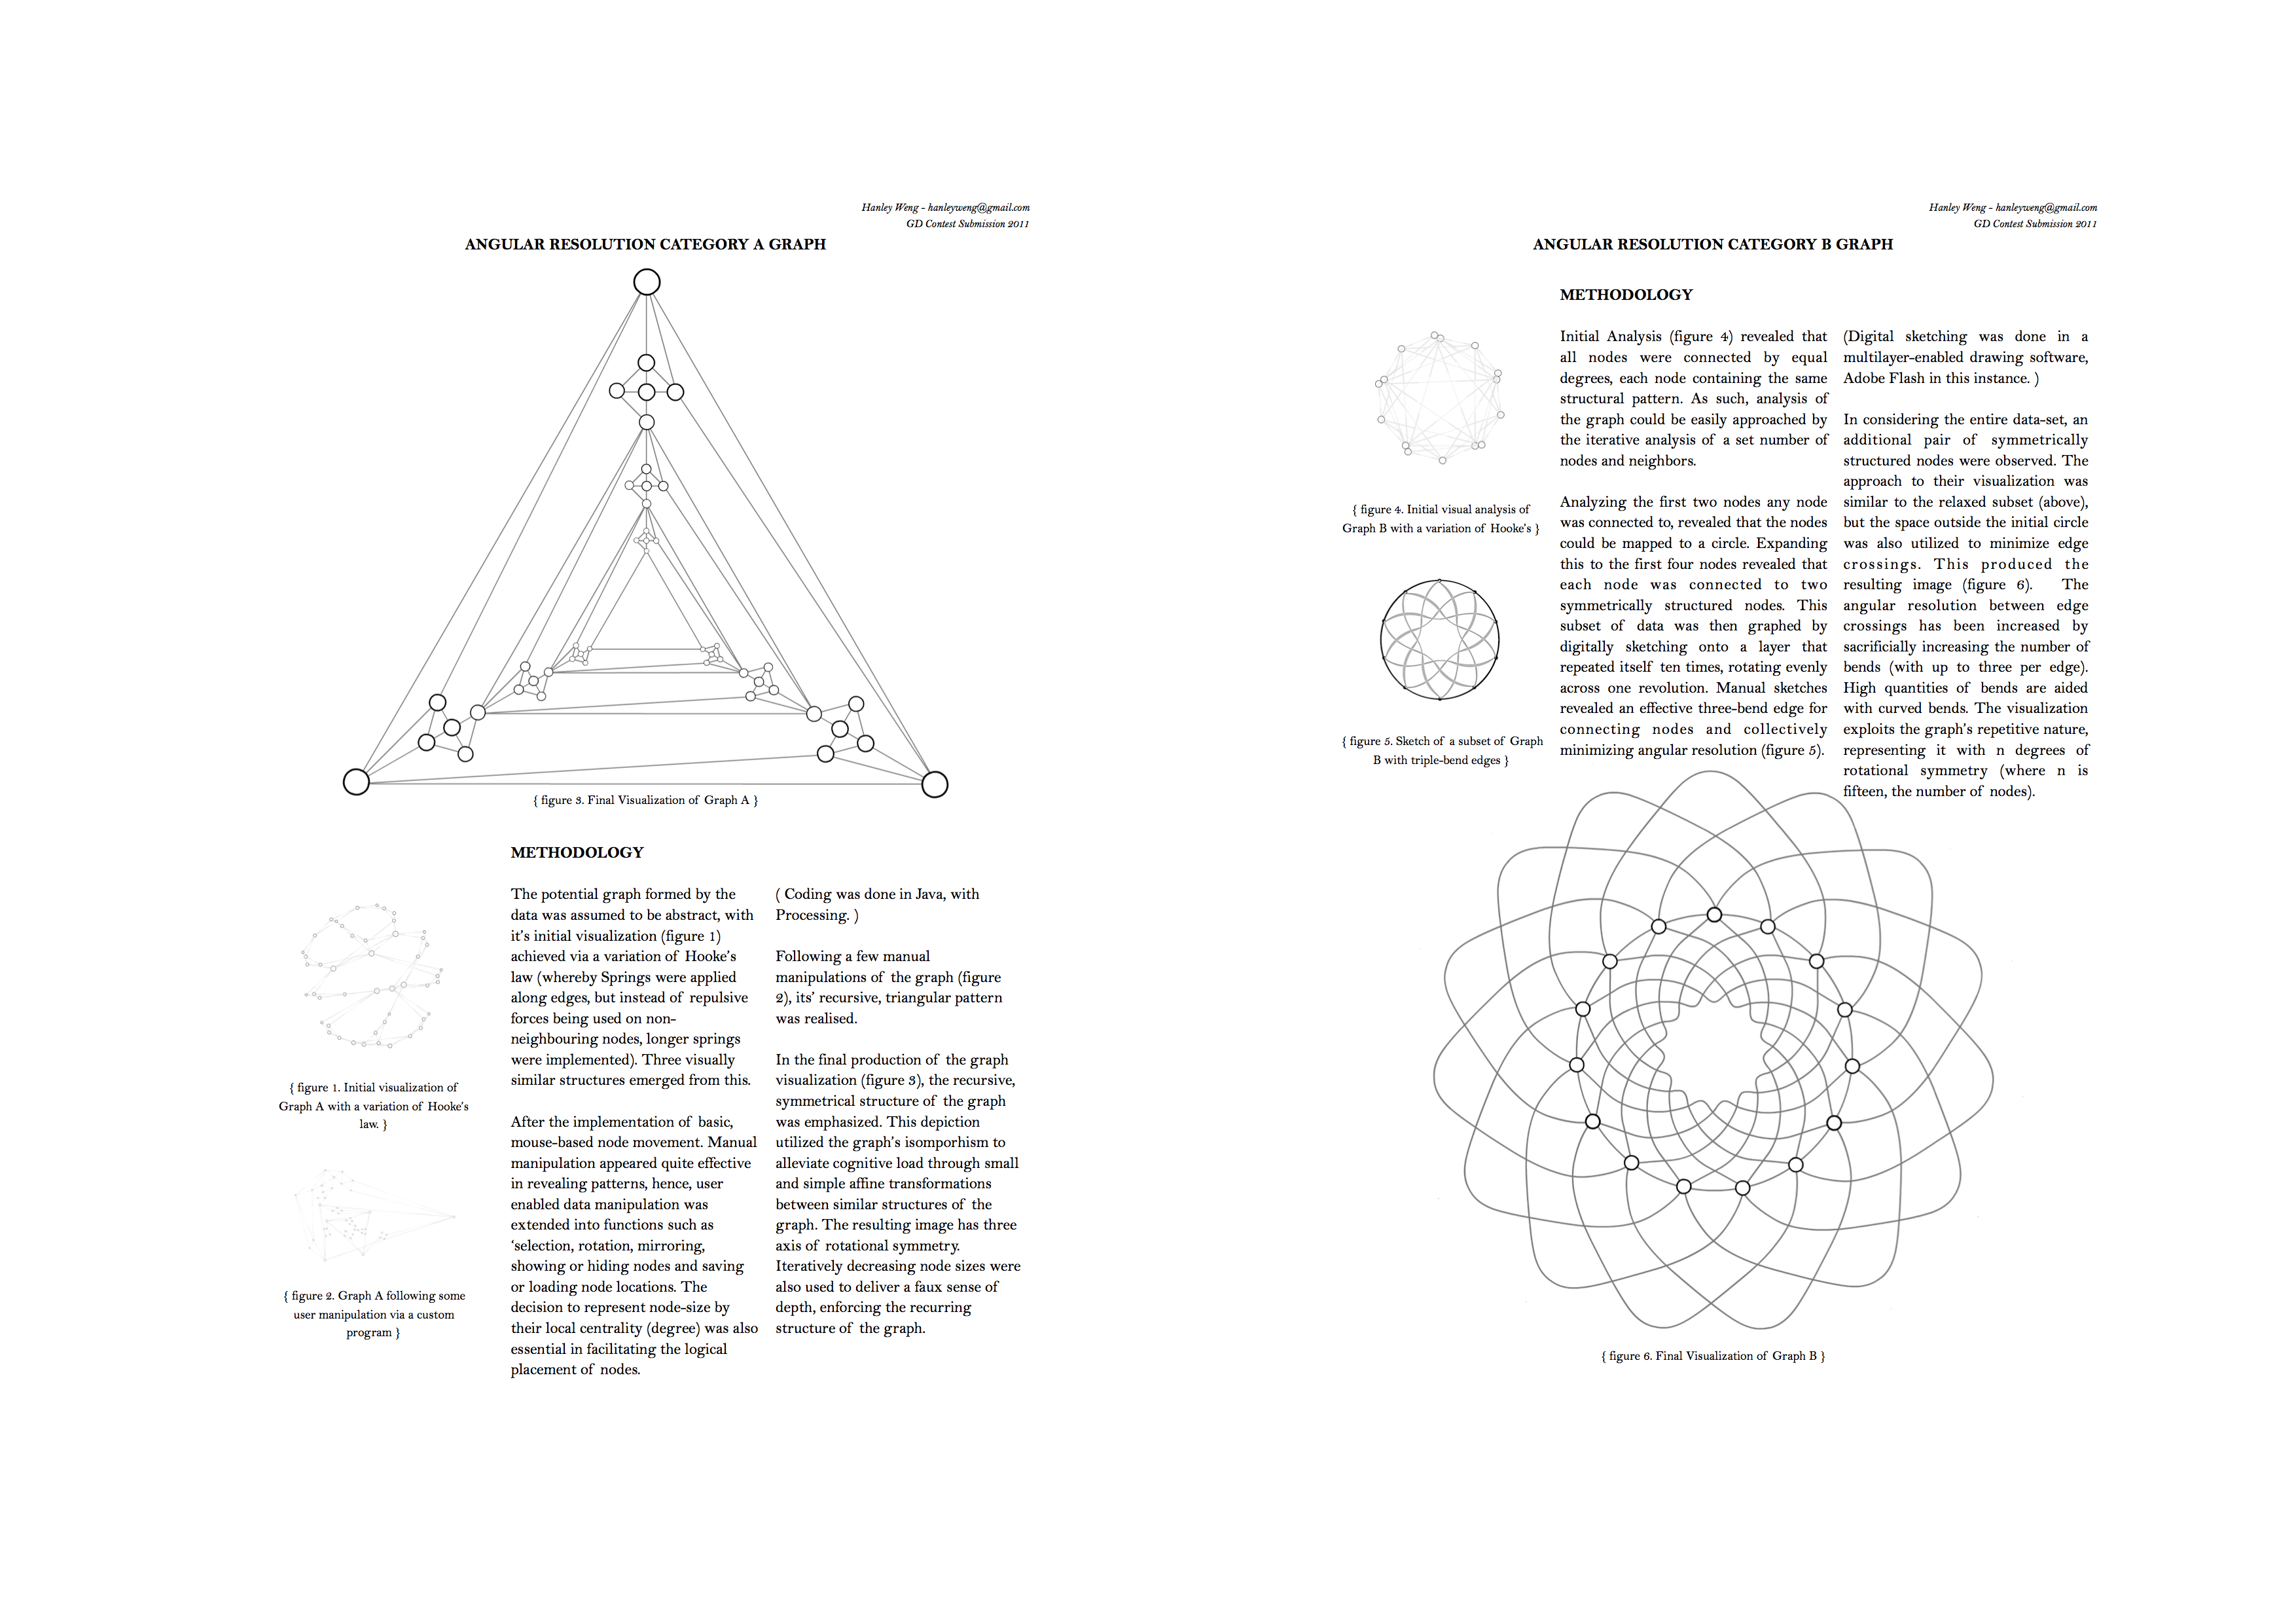 Hanley Weng - hanleyweng@gmail.com
GD Contest Submission 2011
ANGULAR RESOLUTION CATEGORY A GRAPH
{ figure 3. Final Visualization of Graph A }
METHODOLOGY
{ figure 1. Initial visualization of
Graph A with a variation of Hooke's
law. }
{ figure 2. Graph A following some
user manipulation via a custom
program }
The potential graph formed by the
data was assumed to be abstract, with
it's initial visualization (figure 1)
achieved via a variation of Hooke's
law (whereby Springs were applied
along edges, but instead of repulsive
forces being used on non-
neighbouring nodes, longer springs
were implemented). Three visually
similar structures emerged from this.
After the implementation of basic,
mouse-based node movement. Manual
manipulation appeared quite effective
in revealing patterns, hence, user
enabled data manipulation was
extended into functions such as
'selection, rotation, mirroring,
showing or hiding nodes and saving
or loading node locations. The
decision to represent node-size by
their local centrality (degree) was also
essential in facilitating the logical
placement of nodes.
( Coding was done in Java, with
Processing. )
Following a few manual
manipulations of the graph (figure
2), its' recursive, triangular pattern
was realised.
In the final production of the graph
visualization (figure 3), the recursive,
symmetrical structure of the graph
was emphasized. This depiction
utilized the graph's isomporhism to
alleviate cognitive load through small
and simple affine transformations
between similar structures of the
graph. The resulting image has three
axis of rotational symmetry.
Iteratively decreasing node sizes were
also used to deliver a faux sense of
depth, enforcing the recurring
structure of the graph.
Hanley Weng - hanleyweng@gmail.com
GD Contest Submission 2011
ANGULAR RESOLUTION CATEGORY B GRAPH
METHODOLOGY
{ figure 4. Initial visual analysis of
Graph B with a variation of Hooke's }
{ figure 5. Sketch of a subset of Graph
B with triple-bend edges }
Initial Analysis (figure 4) revealed that
all nodes were connected by equal
degrees, each node containing the same
structural pattern. As such, analysis of
the graph could be easily approached by
the iterative analysis of a set number of
nodes and neighbors.
Analyzing the first two nodes any node
was connected to, revealed that the nodes
could be mapped to a circle. Expanding
this to the first four nodes revealed that
each node was connected to two
symmetrically structured nodes. This
subset of data was then graphed by
digitally sketching onto a layer that
repeated itself ten times, rotating evenly
across one revolution. Manual sketches
revealed an effective three-bend edge for
connecting nodes and collectively
minimizing angular resolution (figure 5).
(Digital sketching was done in a
multilayer-enabled drawing software,
Adobe Flash in this instance. )
In considering the entire data-set, an
additional pair of symmetrically
structured nodes were observed. The
approach to their visualization was
similar to the relaxed subset (above),
but the space outside the initial circle
was also utilized to minimize edge
crossings. This produced the
resulting image (figure 6). The
angular resolution between edge
crossings has been increased by
sacrificially increasing the number of
bends (with up to three per edge).
High quantities of bends are aided
with curved bends. The visualization
exploits the graph's repetitive nature,
representing it with n degrees of
rotational symmetry (where n is
fifteen, the number of nodes).
{ figure 6. Final Visualization of Graph B }